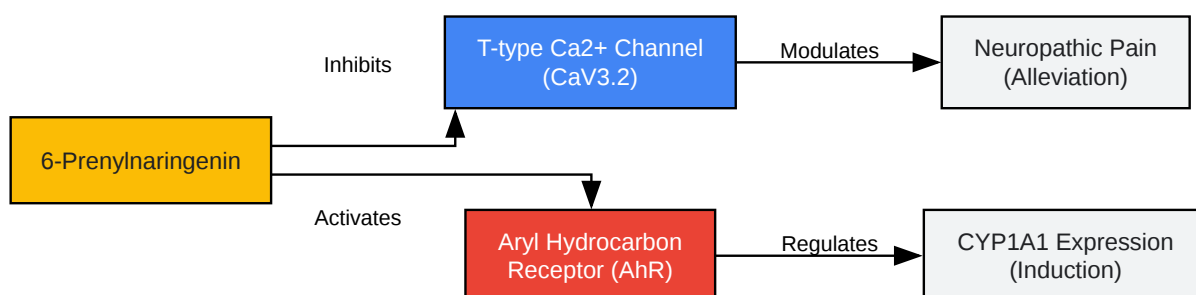 T-type Ca2+ Channel
(CaV3.2)
Inhibits
Modulates
Neuropathic Pain
(Alleviation)
6-Prenylnaringenin
Activates
Aryl Hydrocarbon
Receptor (AhR)
Regulates
CYP1A1 Expression
(Induction)